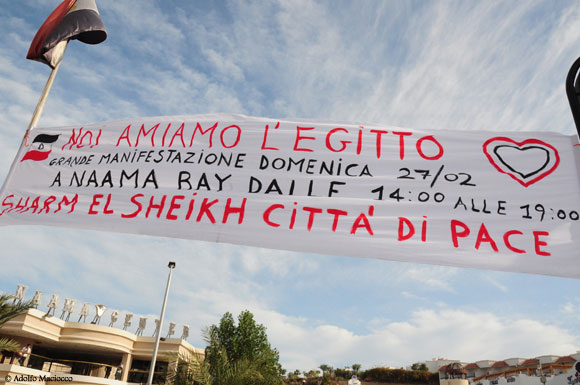 NOI AMIAMO L'EGITTO
GRANDE MANIFESTAZIONE DOMENICA 27/02
A NAAMA BAY DALLE 14:00 ALLE 19:00
SHARM EL SHEIKH CITTÁ DI PACE
© Adolfo Maciocco